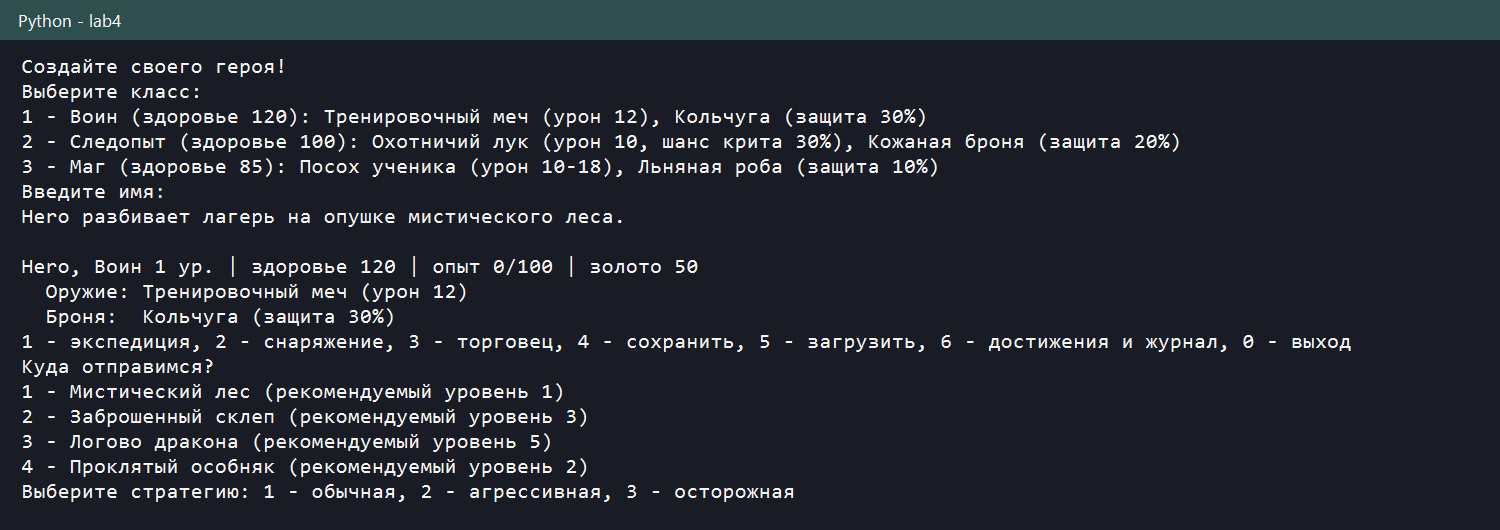 Python - lab4
Создайте своего героя!
Выберите класс:
1 - Воин (здоровье 120): Тренировочный меч (урон 12), Кольчуга (защита 30%)
2 - Следопыт (здоровье 100): Охотничий лук (урон 10, шанс крита 30%), Кожаная броня (защита 20%)
3 - Маг (здоровье 85): Посох ученика (урон 10-18), Льняная роба (защита 10%)
Введите имя:
Него разбивает лагерь на опушке мистического леса.
Него, Воин 1 ур. | здоровье 120 | опыт 0/100 | золото 50
Оружие: Тренировочный меч (урон 12)
Броня:  Кольчуга (защита 30%)
1 - экспедиция, 2 - снаряжение, 3 - торговец, 4 - сохранить, 5 - загрузить, 6 - достижения и журнал, 0 - выход
Куда отправимся?
1 - Мистический лес (рекомендуемый уровень 1)
2 - Заброшенный склеп (рекомендуемый уровень 3)
3 - Логово дракона (рекомендуемый уровень 5)
4 - Проклятый особняк (рекомендуемый уровень 2)
Выберите стратегию: 1 - обычная, 2 - агрессивная, 3 - осторожная